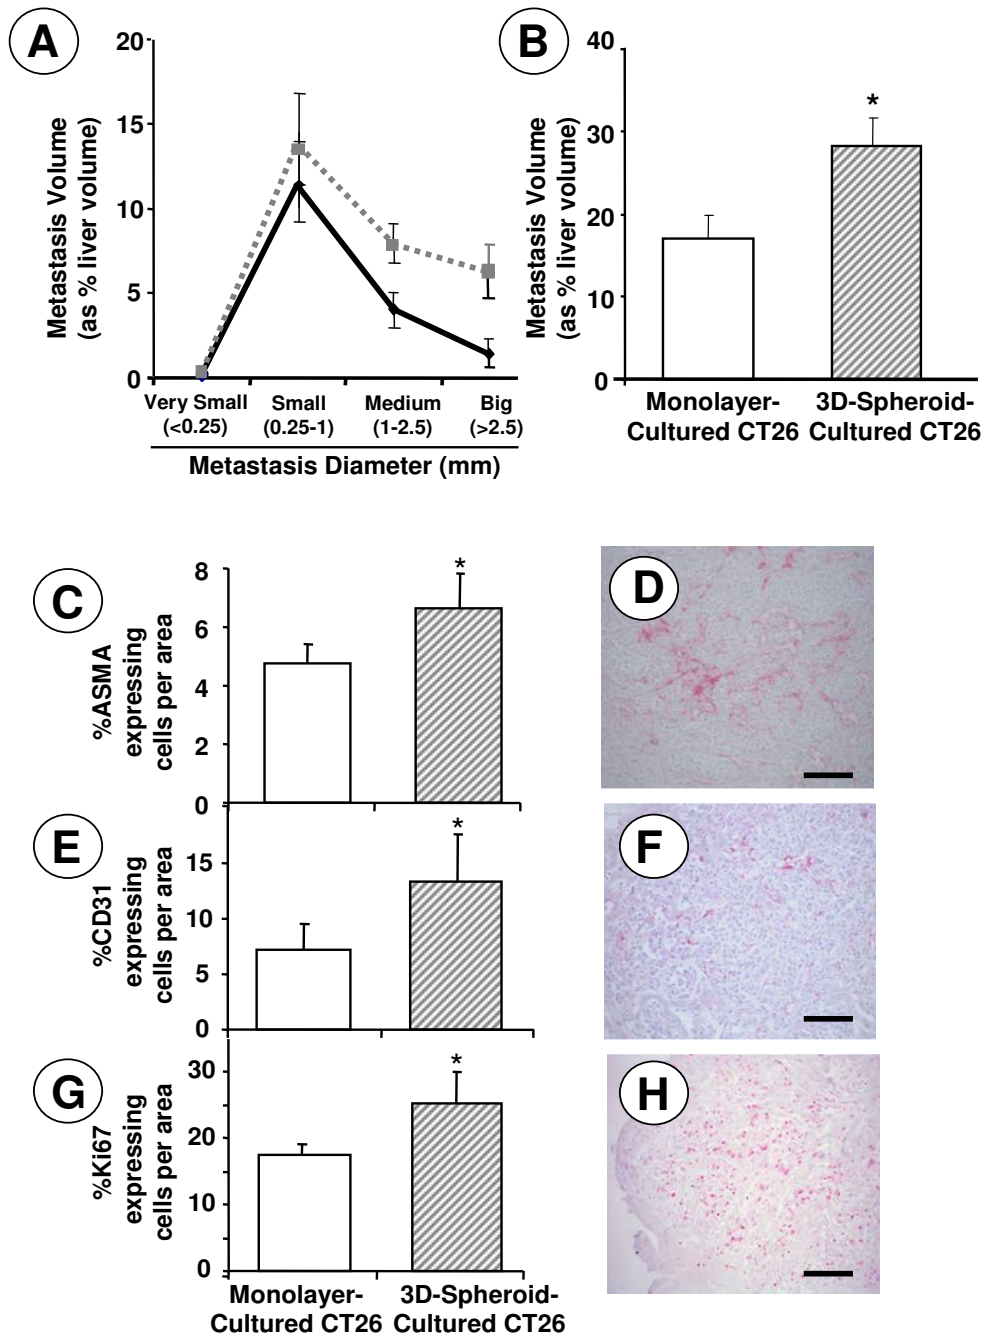 A
Metastasis Volume
(as % liver volume)
20
15
10
5
0
Very Small
(<0.25)
Small
(0.25-1)
Medium
(1-2.5)
Big
(>2.5)
Metastasis Diameter (mm)
B
Metastasis Volume
(as % liver volume)
40
30
20
10
0
*
Monolayer-
Cultured CT26
3D-Spheroid-
Cultured CT26
C
%ASMA
expressing
cells per area
8
6
4
2
0
*
D
E
%CD31
expressing
cells per area
15
10
5
0
*
F
G
%Ki67
expressing
cells per area
30
20
10
0
*
Monolayer-
Cultured CT26
3D-Spheroid-
Cultured CT26
H